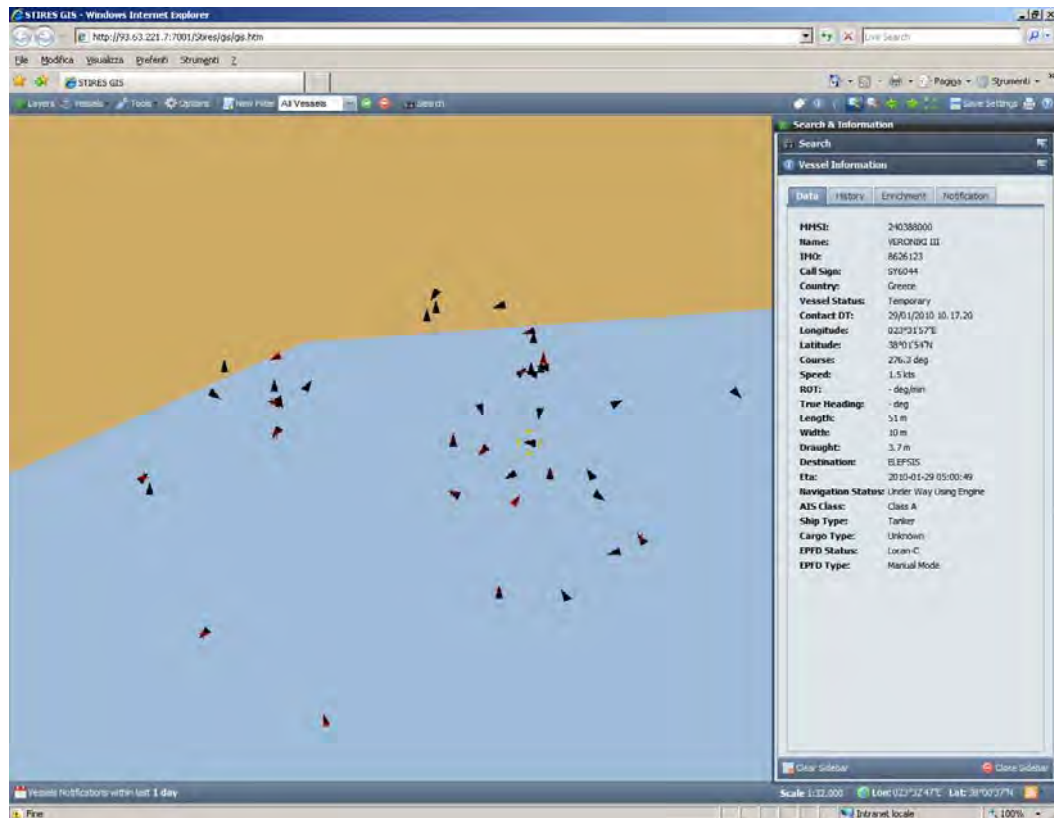 STIRES GIS - Windows Internet Explorer
http://93.63.221.7:7001/Stires/gis/gis.htm
Live Search
File Modifica Visualizza Preferiti Strumenti ?
STIRES GIS
Pagina Strumenti
Layers Vessels Tools Options New Filter All Vessels Search
Save Settings
Search & Information
Search
Vessel Information
Data History Enrichment Notification
MMSI: 240388000
Name: VERONIKI III
IMO: 8626123
Call Sign: SY6044
Country: Greece
Vessel Status: Temporary
Contact DT: 29/01/2010 10.17.20
Longitude: 023°31'57"E
Latitude: 38°01'54"N
Course: 276.3 deg
Speed: 1.5 kts
ROT: - deg/min
True Heading: - deg
Length: 51 m
Width: 10 m
Draught: 3.7 m
Destination: ELEFSIS
Eta: 2010-01-29 05:00:49
Navigation Status: Under Way Using Engine
AIS Class: Class A
Ship Type: Tanker
Cargo Type: Unknown
EPFD Status: Loran-C
EPFD Type: Manual Mode
Clear Sidebar Close Sidebar
Vessels Notifications within last 1 day
Scale 1:32.000 Lon: 023°32'47"E Lat: 38°00'37"N
Fine
Intranet locale 100%